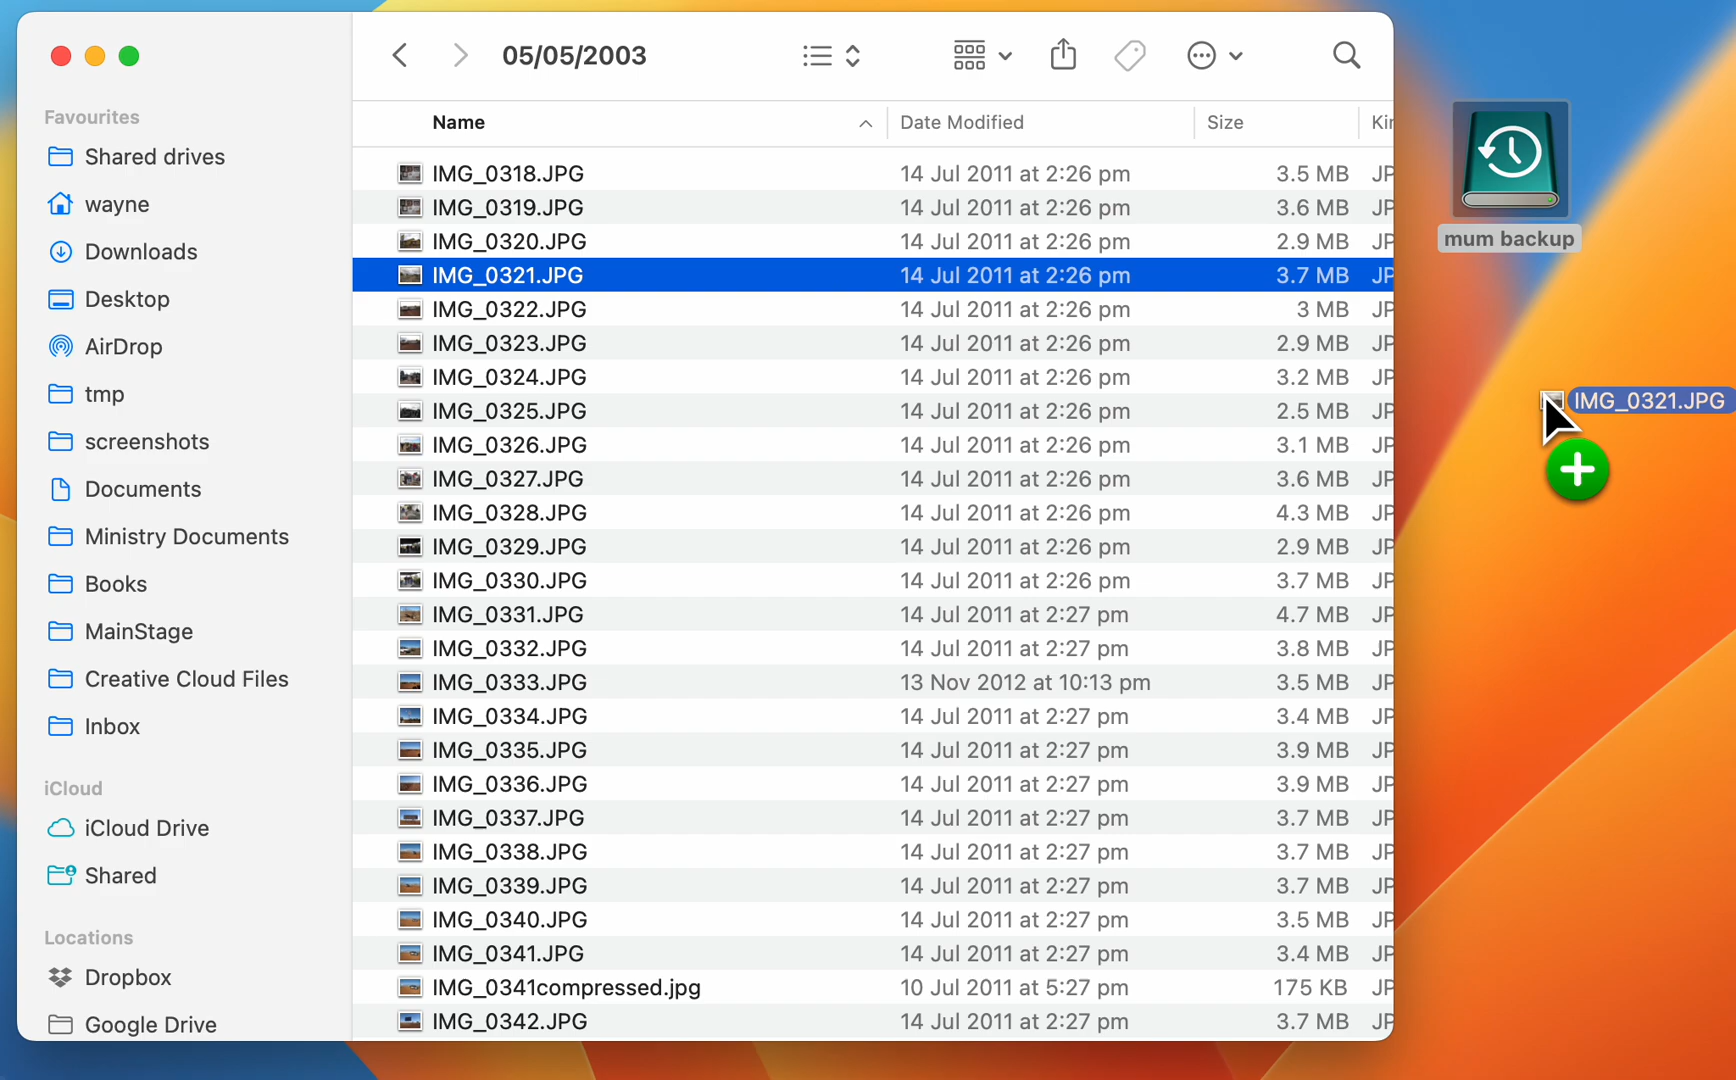 05/05/2003
Favourites
Shared drives
wayne
Downloads
Desktop
AirDrop
tmp
screenshots
Documents
Ministry Documents
Books
MainStage
Creative Cloud Files
Inbox
iCloud
iCloud Drive
Shared
Locations
Dropbox
Google Drive
Name Date Modified Size
IMG_0318.JPG 14 Jul 2011 at 2:26 pm 3.5 MB JP
IMG_0319.JPG 14 Jul 2011 at 2:26 pm 3.6 MB JP
IMG_0320.JPG 14 Jul 2011 at 2:26 pm 2.9 MB JP
IMG_0321.JPG 14 Jul 2011 at 2:26 pm 3.7 MB JP
IMG_0322.JPG 14 Jul 2011 at 2:26 pm 3 MB JP
IMG_0323.JPG 14 Jul 2011 at 2:26 pm 2.9 MB JP
IMG_0324.JPG 14 Jul 2011 at 2:26 pm 3.2 MB JP
IMG_0325.JPG 14 Jul 2011 at 2:26 pm 2.5 MB JP
IMG_0326.JPG 14 Jul 2011 at 2:26 pm 3.1 MB JP
IMG_0327.JPG 14 Jul 2011 at 2:26 pm 3.6 MB JP
IMG_0328.JPG 14 Jul 2011 at 2:26 pm 4.3 MB JP
IMG_0329.JPG 14 Jul 2011 at 2:26 pm 2.9 MB JP
IMG_0330.JPG 14 Jul 2011 at 2:26 pm 3.7 MB JP
IMG_0331.JPG 14 Jul 2011 at 2:27 pm 4.7 MB JP
IMG_0332.JPG 14 Jul 2011 at 2:27 pm 3.8 MB JP
IMG_0333.JPG 13 Nov 2012 at 10:13 pm 3.5 MB JP
IMG_0334.JPG 14 Jul 2011 at 2:27 pm 3.4 MB JP
IMG_0335.JPG 14 Jul 2011 at 2:27 pm 3.9 MB JP
IMG_0336.JPG 14 Jul 2011 at 2:27 pm 3.9 MB JP
IMG_0337.JPG 14 Jul 2011 at 2:27 pm 3.7 MB JP
IMG_0338.JPG 14 Jul 2011 at 2:27 pm 3.7 MB JP
IMG_0339.JPG 14 Jul 2011 at 2:27 pm 3.7 MB JP
IMG_0340.JPG 14 Jul 2011 at 2:27 pm 3.5 MB JP
IMG_0341.JPG 14 Jul 2011 at 2:27 pm 3.4 MB JP
IMG_0341compressed.jpg 10 Jul 2011 at 5:27 pm 175 KB JP
IMG_0342.JPG 14 Jul 2011 at 2:27 pm 3.7 MB JP
mum backup
IMG_0321.JPG